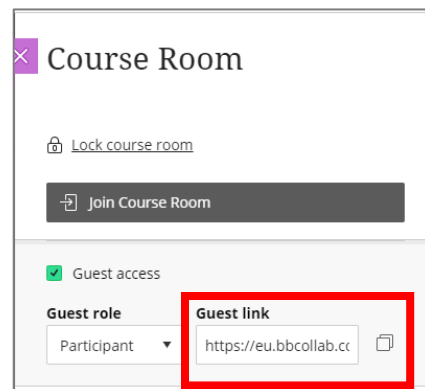 Course Room
Lock course room
Join Course Room
Guest access
Guest role
Guest link
Participant
https://eu.bbcollab.cc